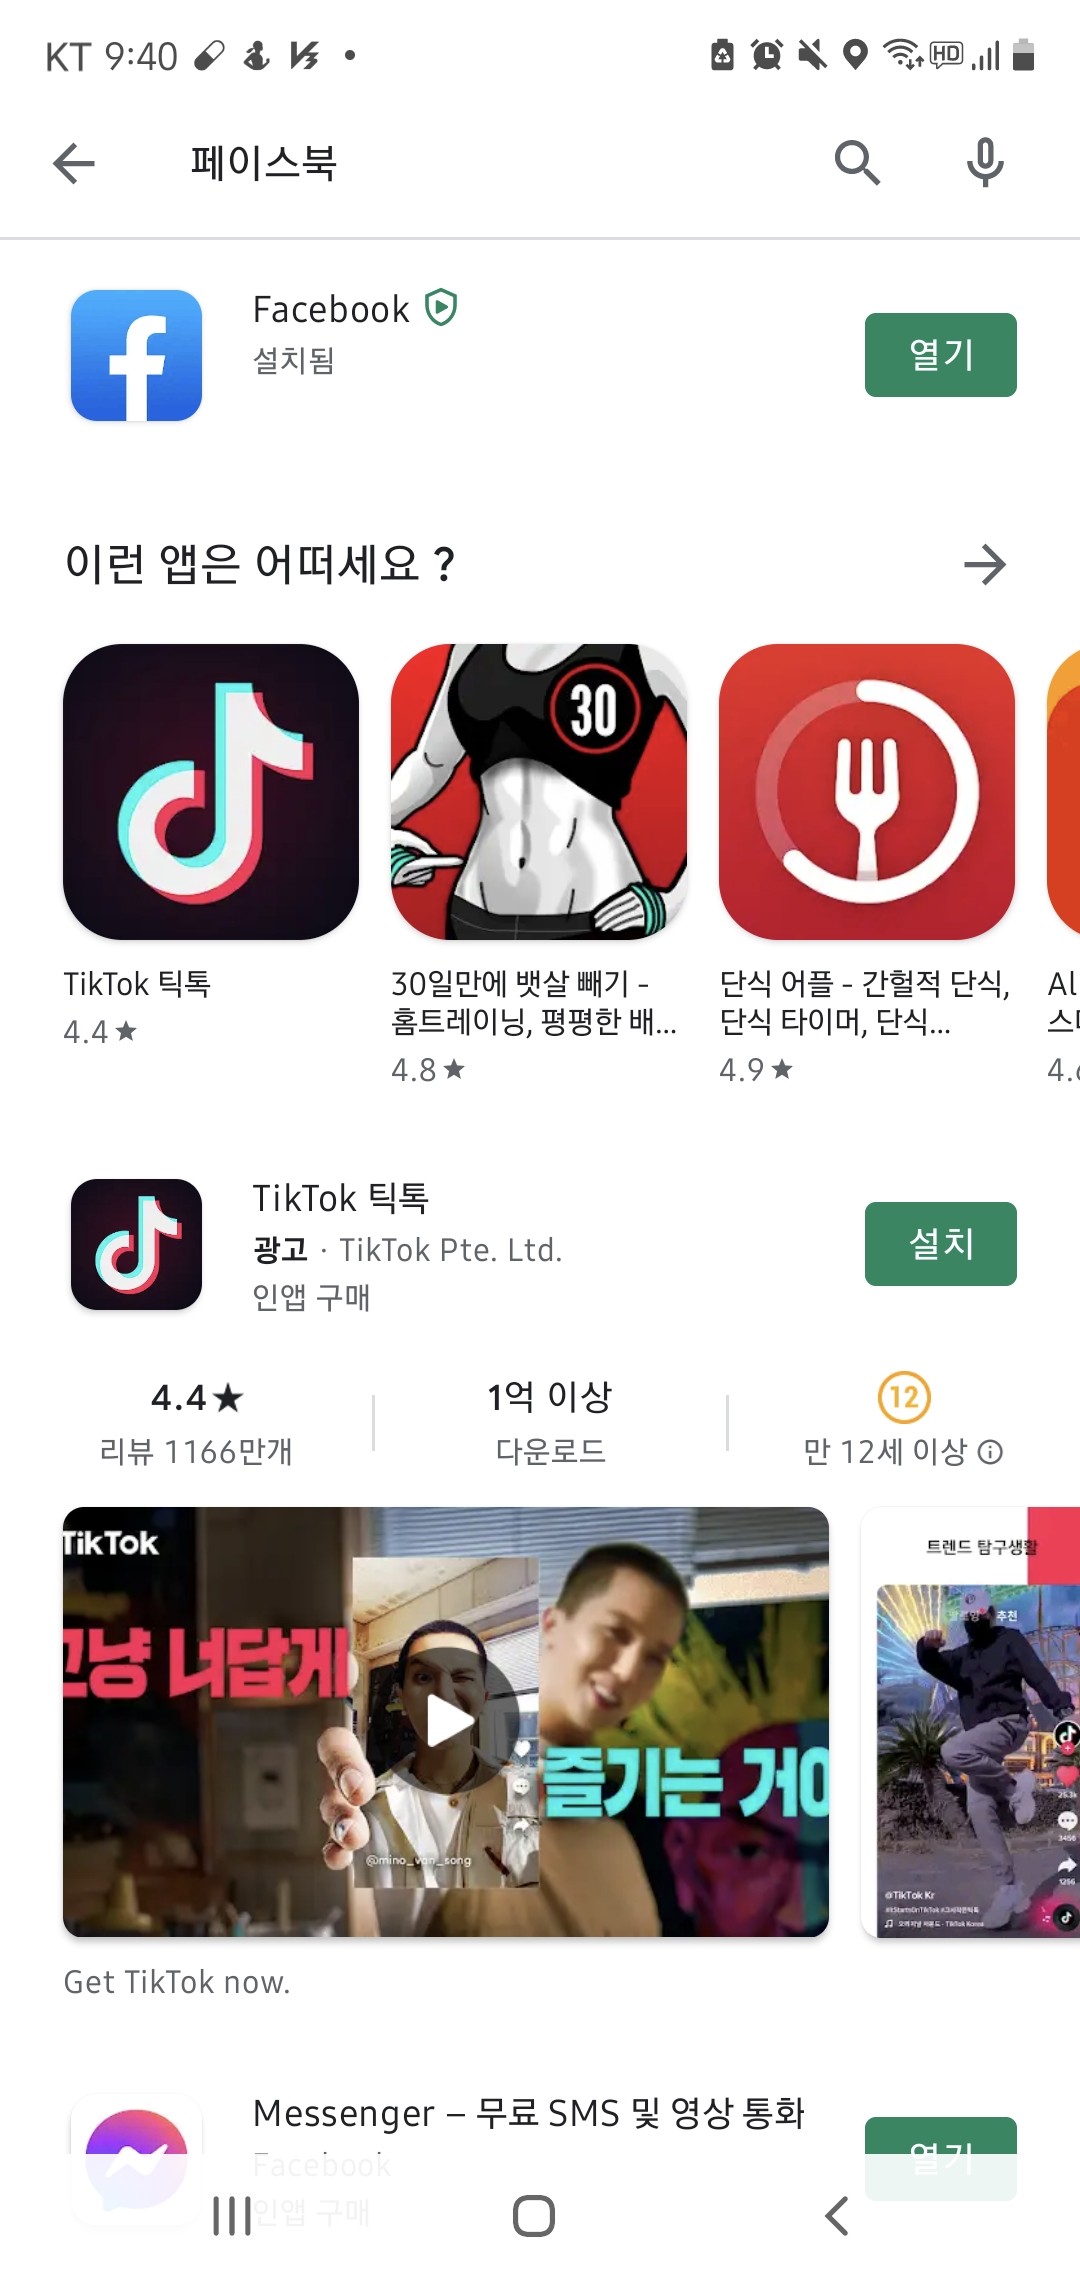 KT 9:40
HD
페이스북
Facebook
설치됨
열기
이런 앱은 어떠세요 ?
30
TikTok 틱톡
4.4★
30일만에 뱃살 빼기 -
홈트레이닝, 평평한 배...
4.8★
단식 어플 - 간헐적 단식,
단식 타이머, 단식...
4.9★
Al
4.6
TikTok 틱톡
광고 · TikTok Pte. Ltd.
인앱 구매
설치
4.4★
리뷰 1166만개
1억 이상
다운로드
12
만 12세 이상
TikTok
그냥 너답게
즐기는 거야
@mino_van_song
트렌드 탐구생활
추천
25.3k
3456
1256
@TikTok Kr
Get TikTok now.
Messenger – 무료 SMS 및 영상 통화
Facebook
인앱 구매
열기